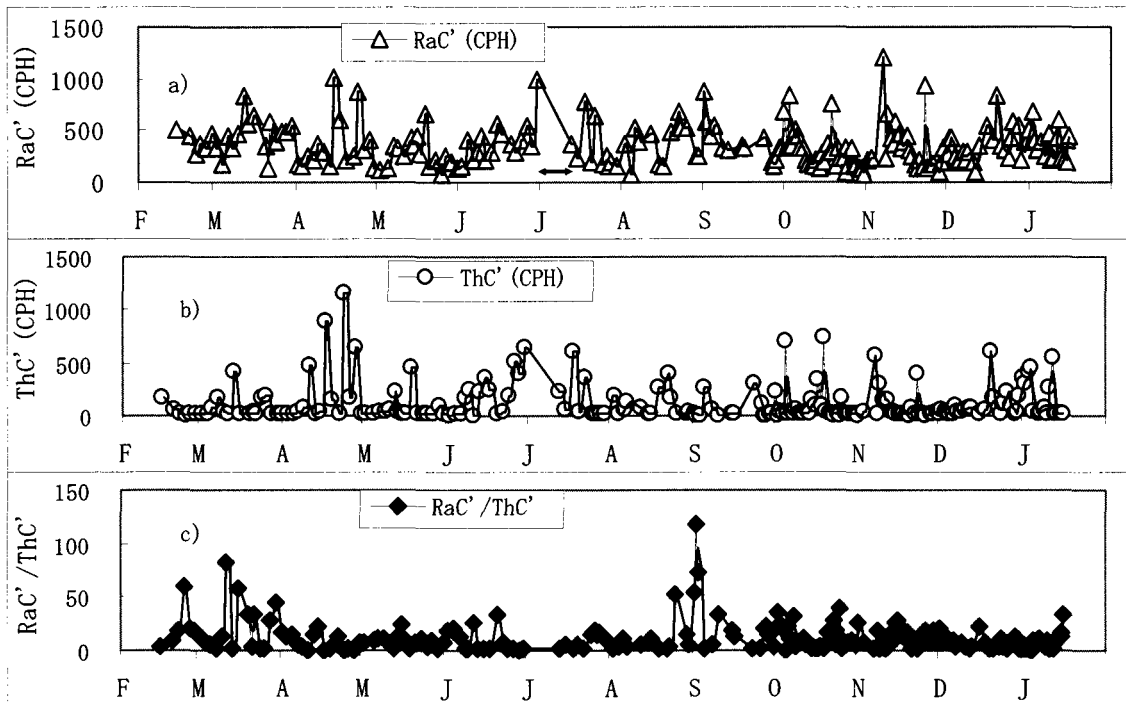 1500
1000
500
0
RaC' (CPH)
RaC' (CPH)
a)
F M A M J J A S O N D J
1500
1000
500
0
ThC' (CPH)
ThC' (CPH)
b)
F M A M J J A S O N D J
150
100
50
0
RaC' /ThC'
RaC' /ThC'
c)
F M A M J J A S O N D J